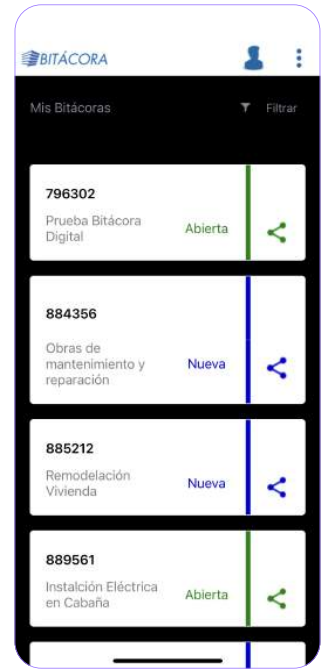 BITÁCORA
Mis Bitácoras Filtrar
796302
Prueba Bitácora
Digital
Abierta
884356
Obras de
mantenimiento y
reparación
Nueva
885212
Remodelación
Vivienda
Nueva
889561
Instalción Eléctrica
en Cabaña
Abierta